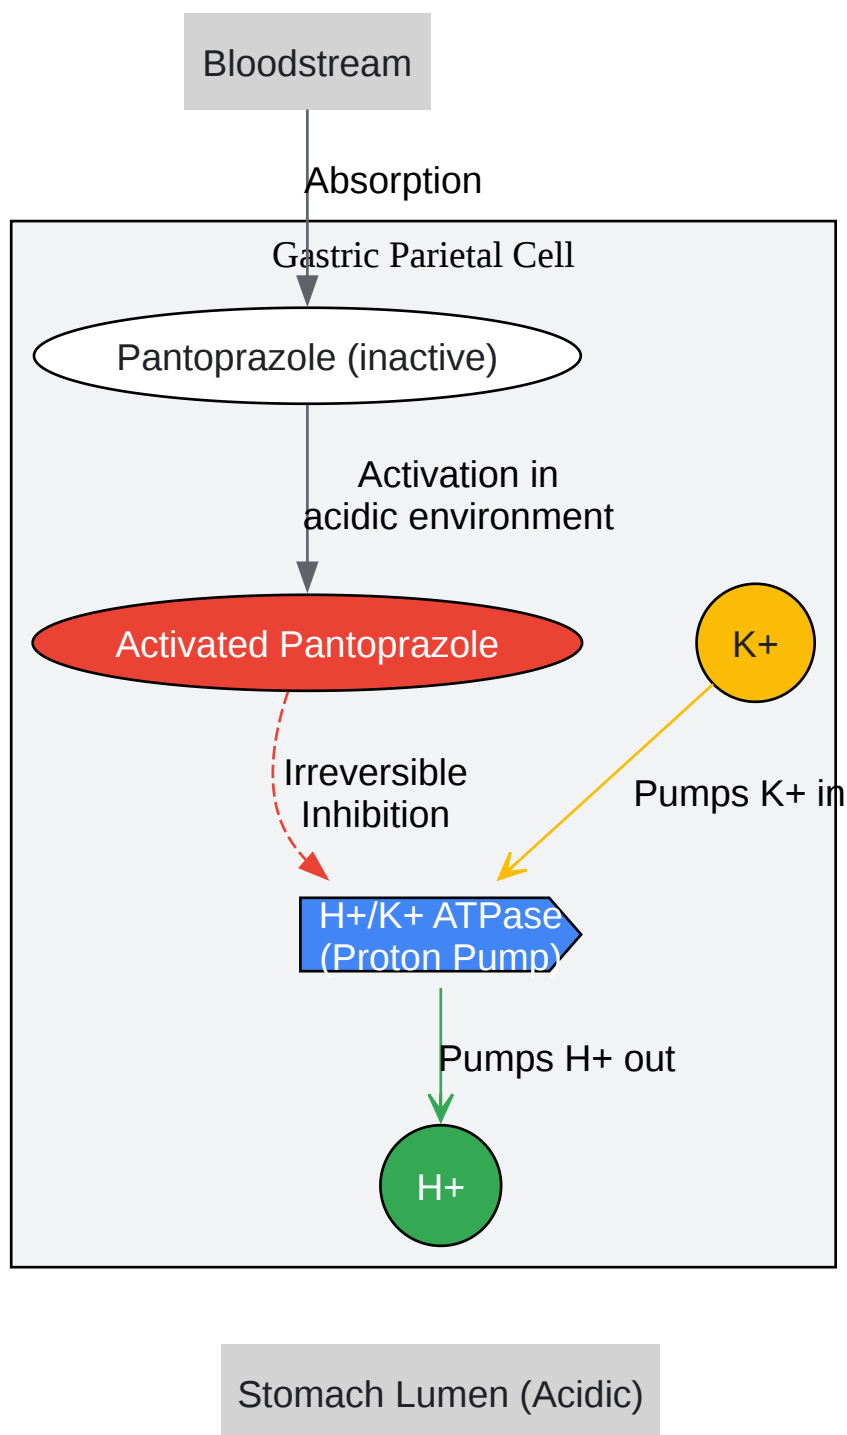 Bloodstream
Absorption
Gastric Parietal Cell
Pantoprazole (inactive)
Activation in
acidic environment
Activated Pantoprazole
K+
Irreversible
Inhibition
Pumps K+ in
H+/K+ ATPase
(Proton Pump)
Pumps H+ out
H+
Stomach Lumen (Acidic)